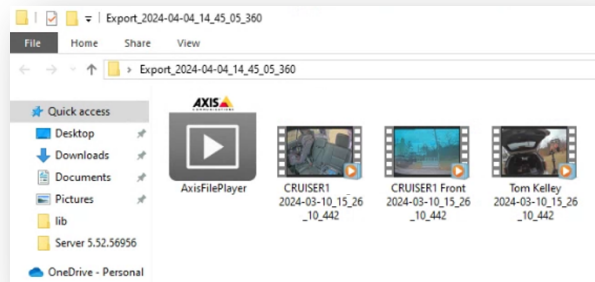 Export_2024-04-04_14_45_05_360
File Home Share View
Export_2024-04-04_14_45_05_360
Quick access
Desktop
Downloads
Documents
Pictures
lib
Server 5.52.56956
OneDrive - Personal
AXIS
COMMUNICATIONS
AxisFilePlayer
CRUISER1
2024-03-10_15_26
_10_442
CRUISER1 Front
2024-03-10_15_26
_10_442
Tom Kelley
2024-03-10_15_26
_10_442